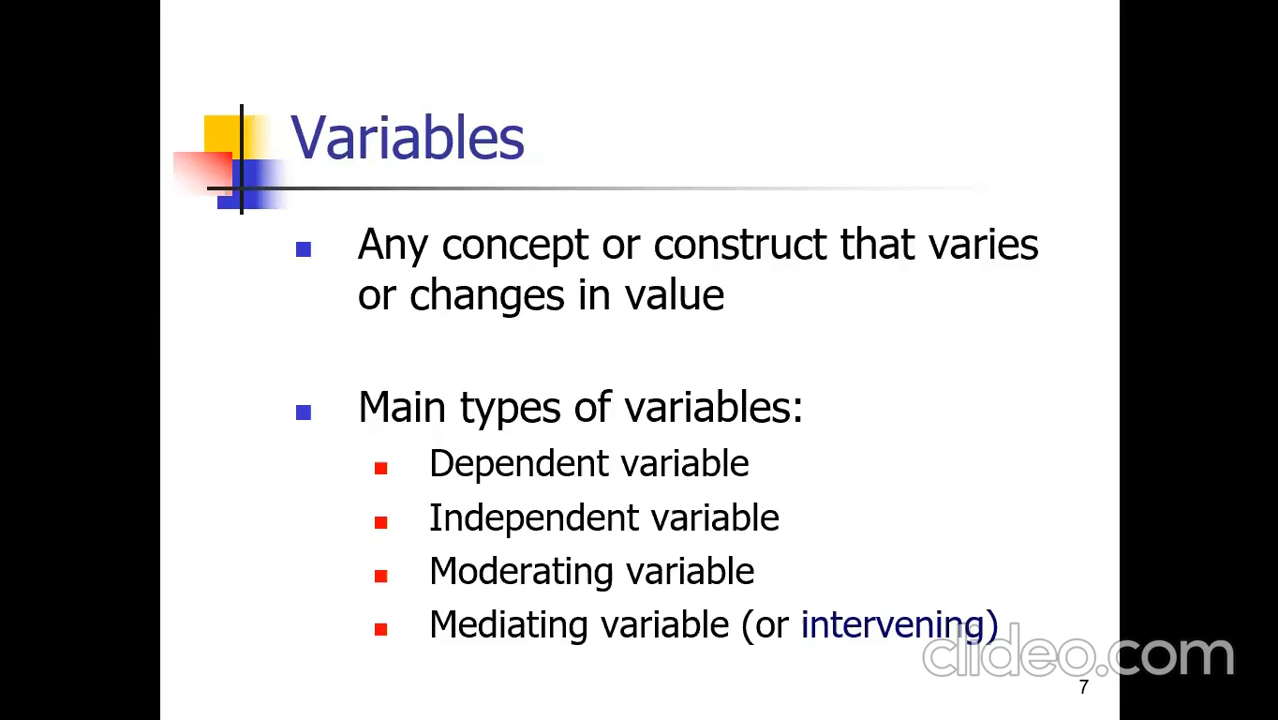 Variables
Any concept or construct that varies
or changes in value
Main types of variables:
Dependent variable
Independent variable
Moderating variable
Mediating variable (or intervening)
clideo.com
7